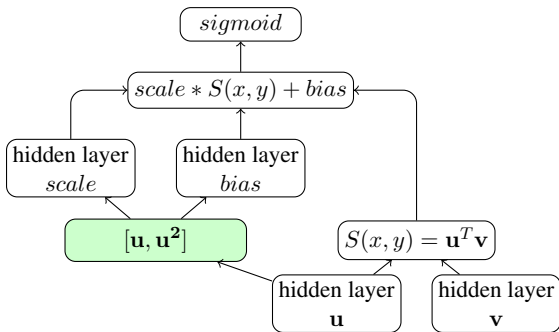 sigmoid
scale ∗ S(x, y) + bias
hidden layer
scale
hidden layer
bias
[u, u²]
S(x, y) = uᵀv
hidden layer
u
hidden layer
v